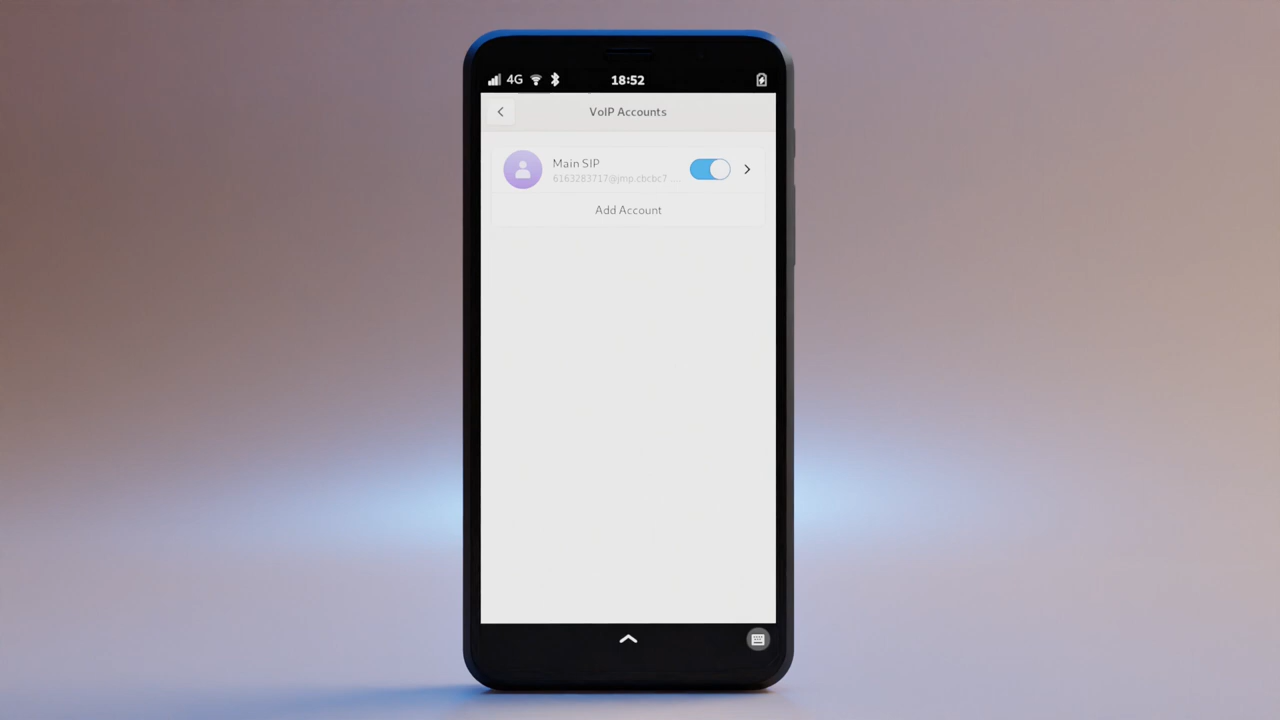 4G
18:52
VoIP Accounts
Main SIP
6163283717@jmp.cbcbc7 ...
Add Account